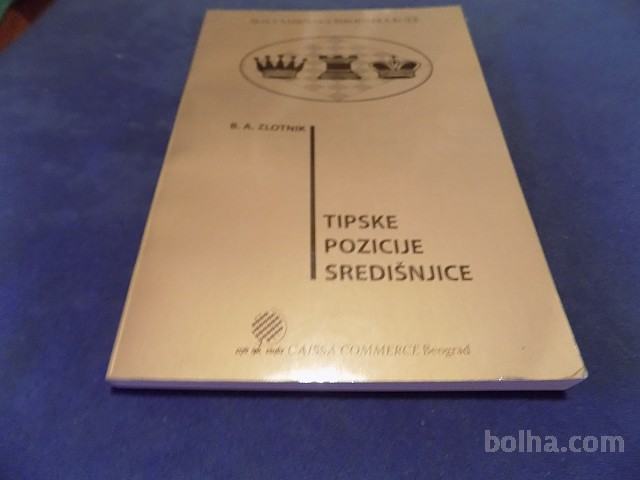 B. A. ZLOTNIK
TIPSKE
POZICIJE
SREDIŠNJICE
CAISSA COMMERCE Beograd
bolha.com